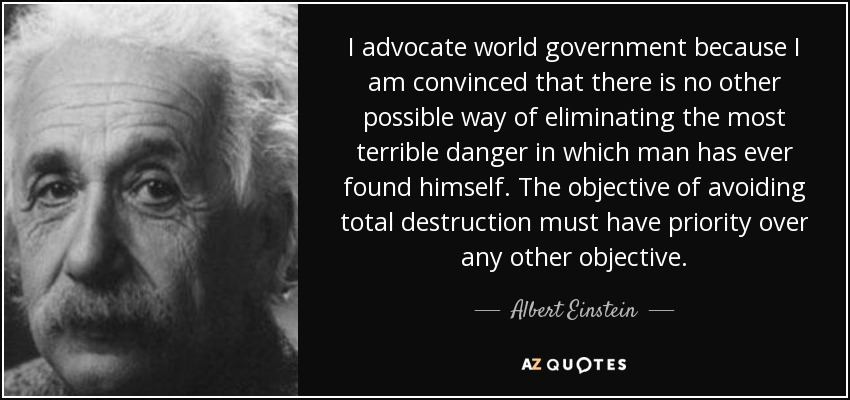 I advocate world government because I
am convinced that there is no other
possible way of eliminating the most
terrible danger in which man has ever
found himself. The objective of avoiding
total destruction must have priority over
any other objective.
Albert Einstein
AZ QUOTES